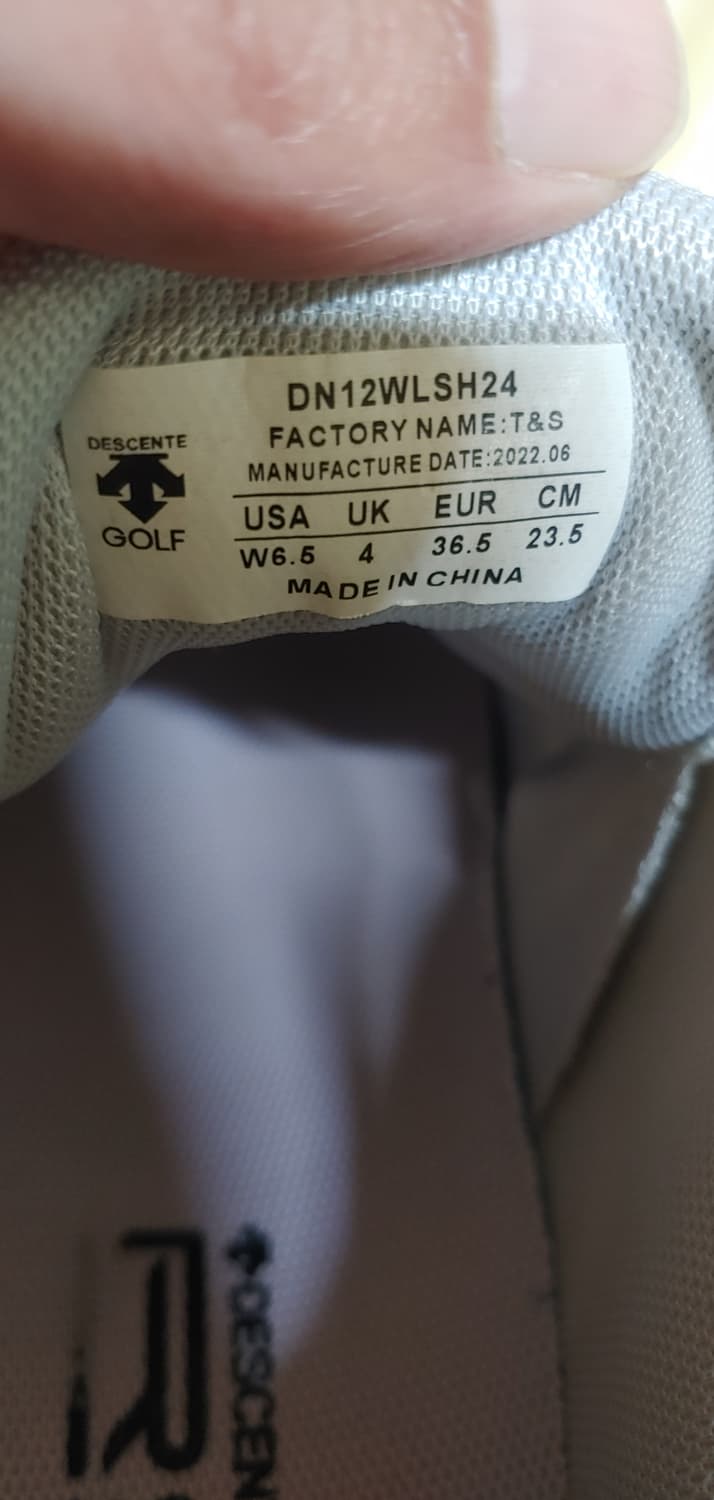 DN12WLSH24
FACTORY NAME:T&S
MANUFACTURE DATE:2022.06
DESCENTE
GOLF
USA UK EUR CM
W6.5 4 36.5 23.5
MADE IN CHINA
R
DESCEN